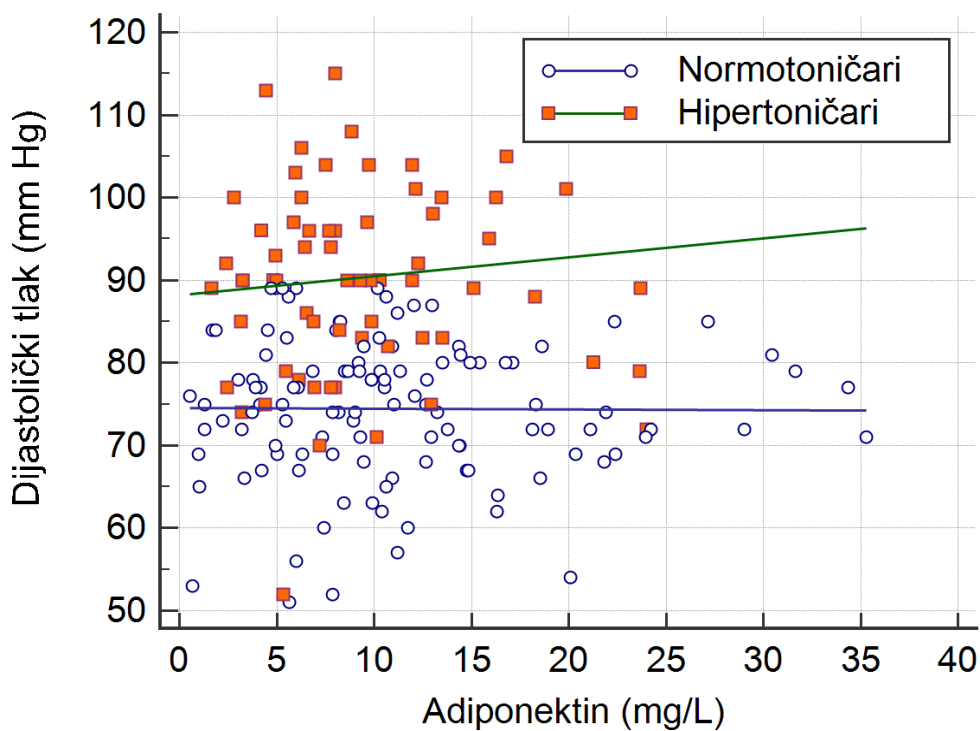 Dijastolički tlak (mm Hg)
120
110
100
90
80
70
60
50
Normotoničari
Hipertoničari
0 5 10 15 20 25 30 35 40
Adiponektin (mg/L)